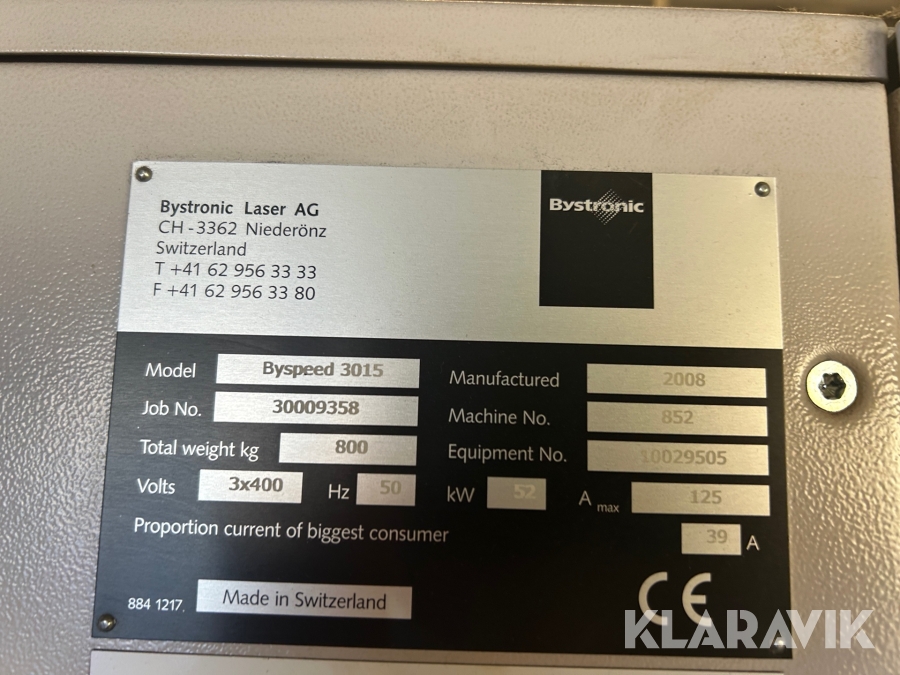 Bystronic Laser AG
CH-3362 Niederönz
Switzerland
T +41 62 956 33 33
F +41 62 956 33 80
Bystronic
Model Byspeed 3015
Job No. 30009358
Total weight kg 800
Volts 3x400 Hz 50
Manufactured 2008
Machine No. 852
Equipment No. 10029505
kW 52 A max 125
Proportion current of biggest consumer 39 A
884 1217. Made in Switzerland
CE
KLARAVIK